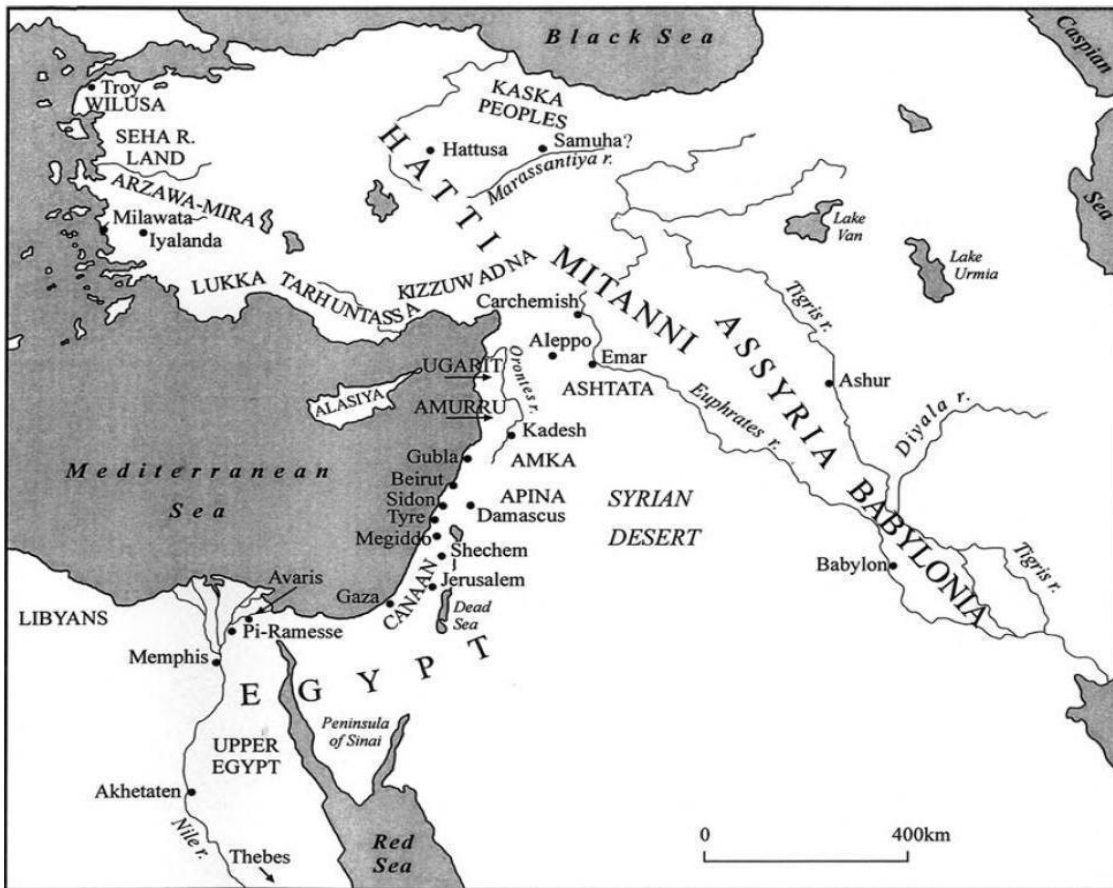 Black Sea
Caspian
Sea
Troy
WILUSA
KASKA
PEOPLES
SEHA R.
LAND
HATTI
Hattusa
Samuha?
Marassantiya r.
ARZAWA-MIRA
Milawata
Iyalanda
Lake
Van
Lake
Urmia
LUKKA
TARHUNTASSA
KIZZUWADNA
MITANNI
Carchemish
Tigris r.
ASSYRIA
Aleppo
Emar
UGARIT
Orontes r.
ASHTATA
Ashur
ALASIYA
AMURRU
Euphrates r.
Diyala r.
Kadesh
Gubla
AMKA
Mediterranean
Sea
Beirut
Sidon
APINA
Tyre
Damascus
SYRIAN
DESERT
BABYLONIA
Megiddo
Shechem
Babylon
Tigris r.
Avaris
Jerusalem
Gaza
CANAAN
Dead
Sea
LIBYANS
Pi-Ramesse
Memphis
EGYPT
Peninsula
of Sinai
UPPER
EGYPT
Akhetaten
Nile r.
Thebes
Red
Sea
0 400km